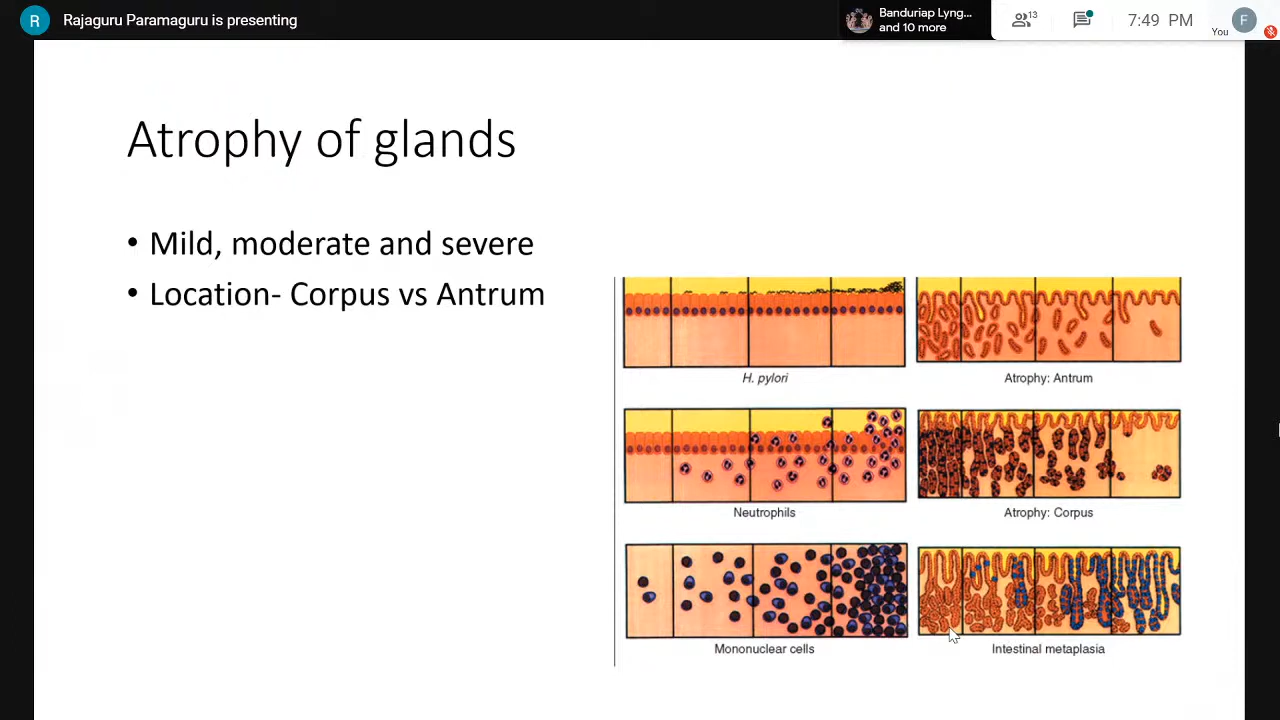 R
Rajaguru Paramaguru is presenting
Banduriap Lyng...
and 10 more
13
7:49 PM
You
F
Atrophy of glands
• Mild, moderate and severe
• Location- Corpus vs Antrum
H. pylori
Atrophy: Antrum
Neutrophils
Atrophy: Corpus
Mononuclear cells
Intestinal metaplasia